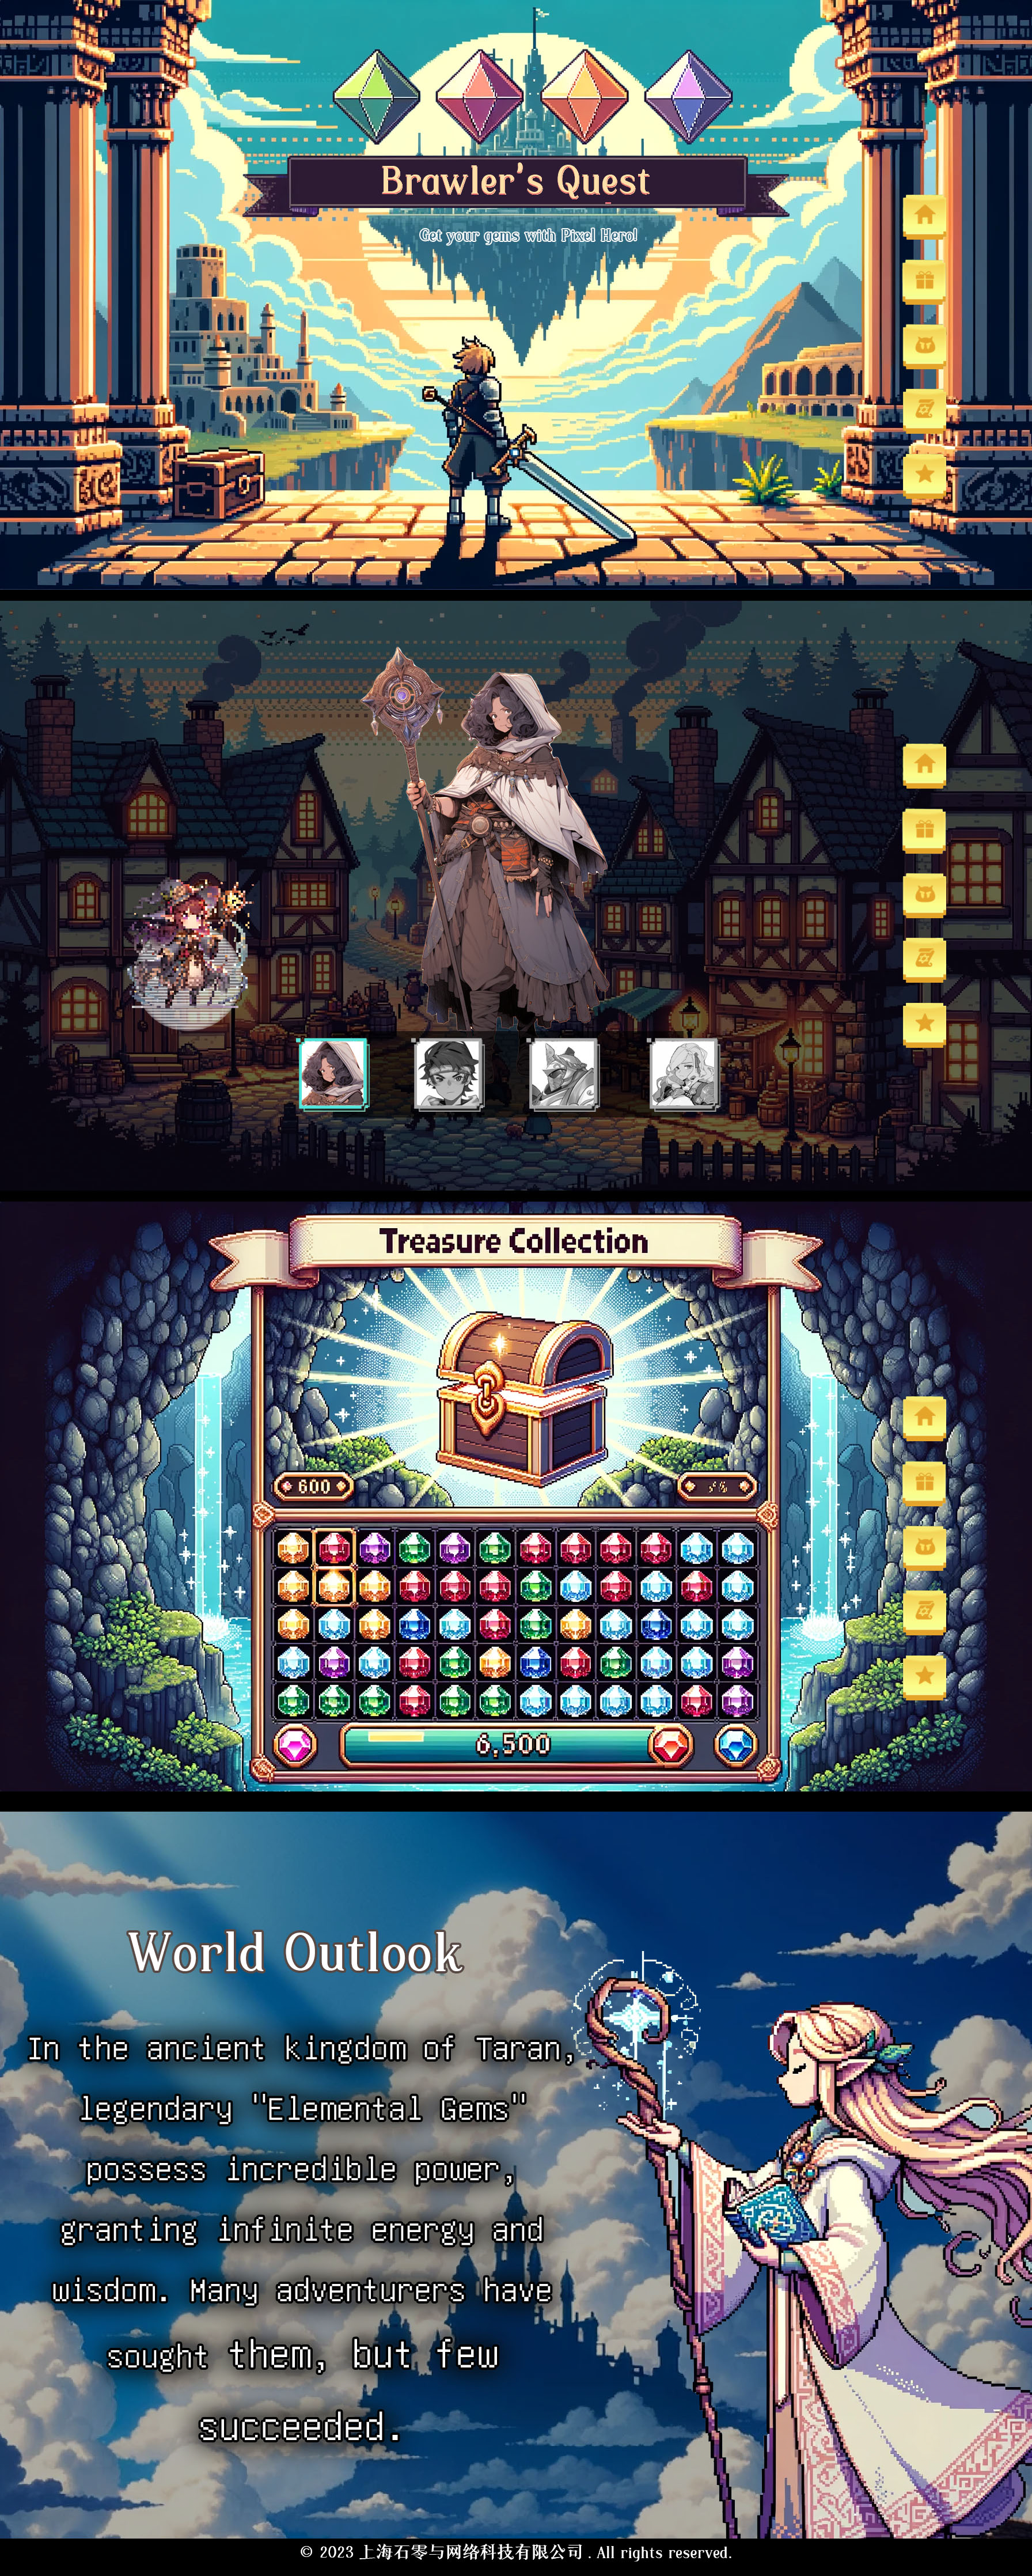 Brawler's Quest
Get your gems with Pixel Hero!
Treasure Collection
600
6,500
World Outlook
In the ancient kingdom of Taran,
legendary "Elemental Gems"
possess incredible power,
granting infinite energy and
wisdom. Many adventurers have
sought them, but few
succeeded.
© 2023 上海石零与网络科技有限公司 . All rights reserved.